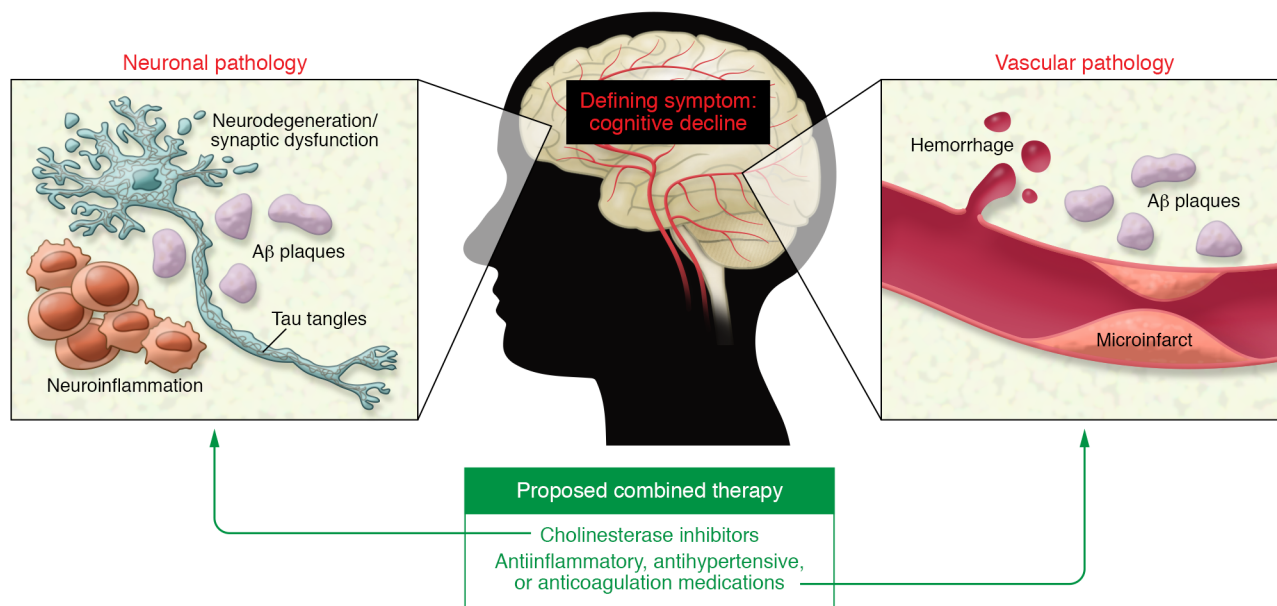 Neuronal pathology
Neurodegeneration/
synaptic dysfunction
Aβ plaques
Tau tangles
Neuroinflammation
Defining symptom:
cognitive decline
Vascular pathology
Hemorrhage
Aβ plaques
Microinfarct
Proposed combined therapy
Cholinesterase inhibitors
Antiinflammatory, antihypertensive,
or anticoagulation medications